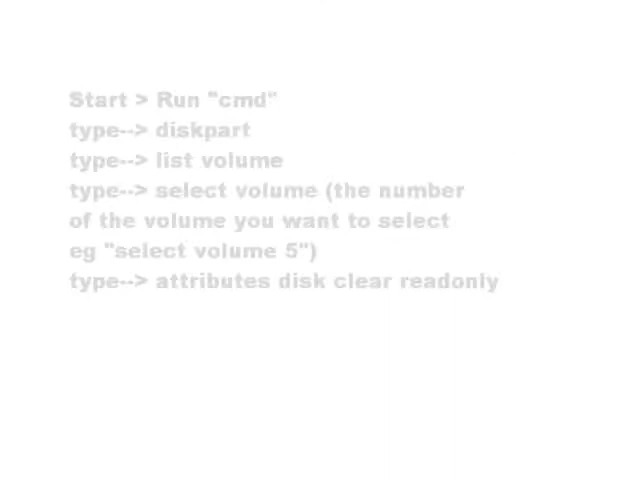 Start > Run "cmd"
type--> diskpart
type--> list volume
type--> select volume (the number
of the volume you want to select
eg "select volume 5")
type--> attributes disk clear readonly